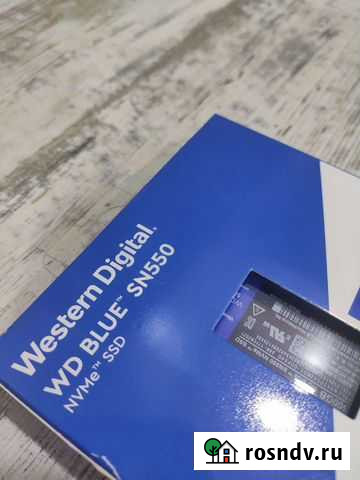 Western Digital.
WD BLUE™ SN550
NVMe™ SSD
rosndv.ru